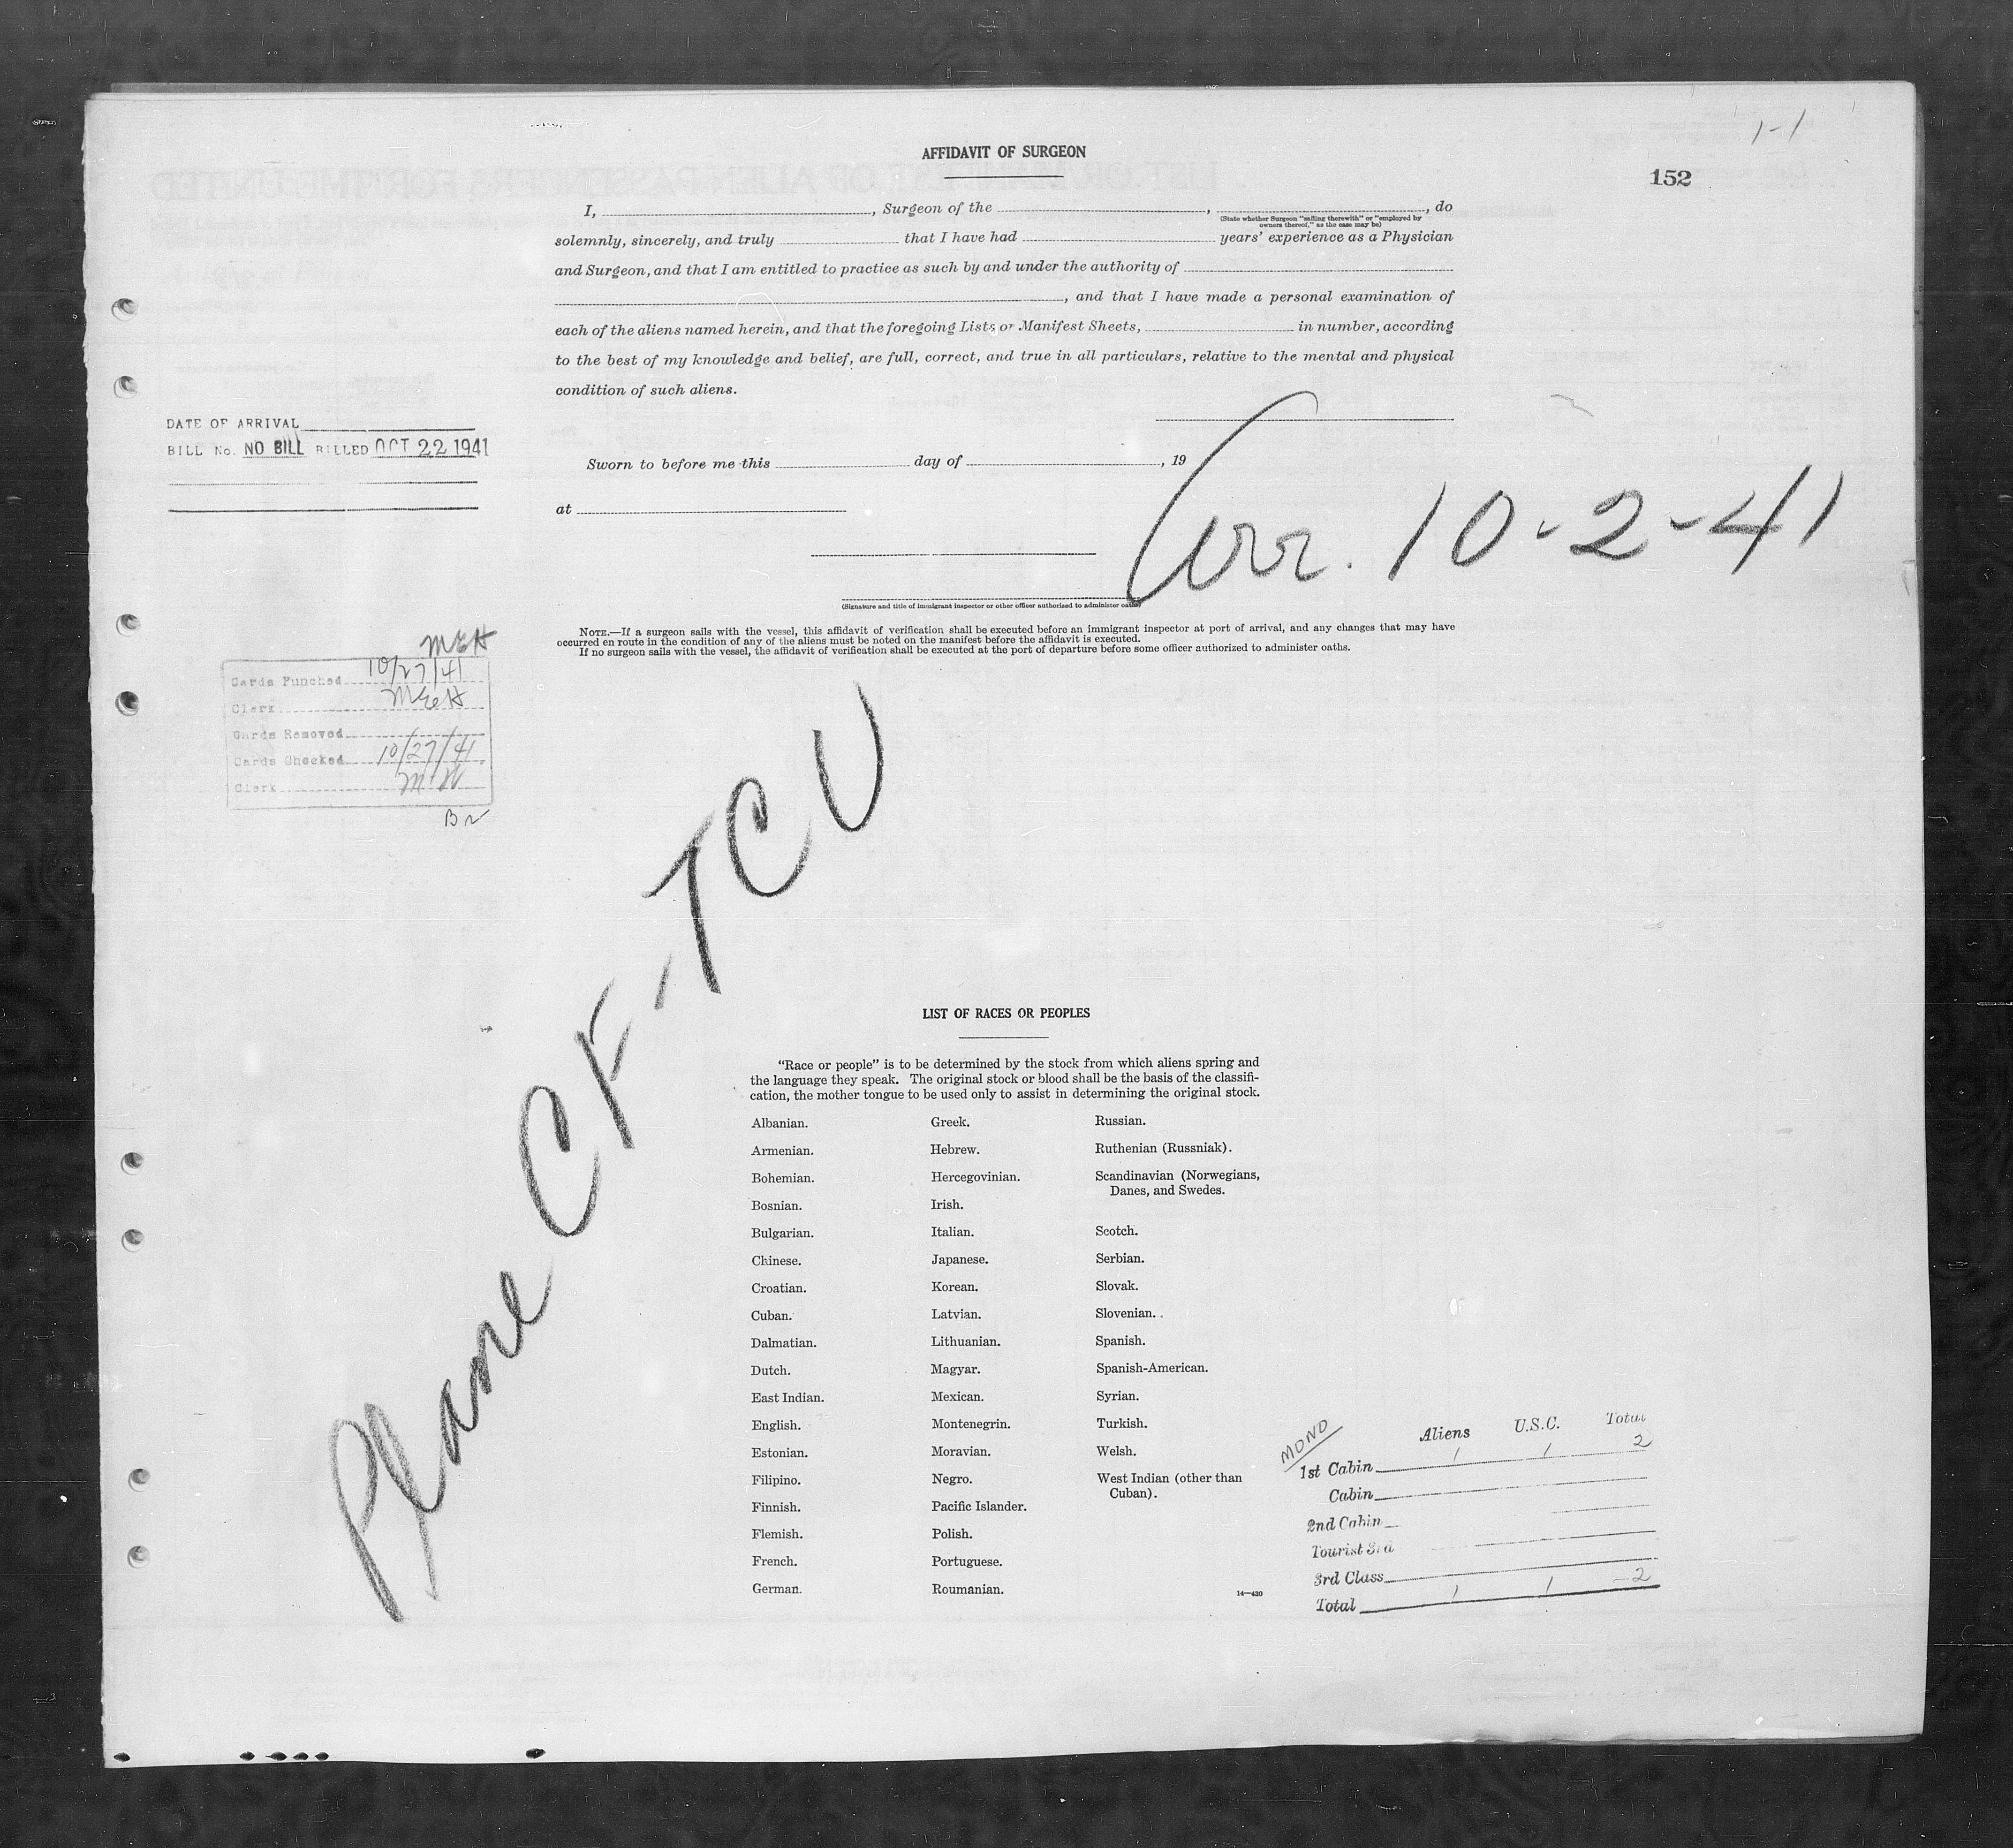 1-1
AFFIDAVIT OF SURGEON
152
I, , Surgeon of the , , do
(State whether Surgeon "sailing therewith" or "employed by
owners thereof," as the case may be)
solemnly, sincerely, and truly that I have had years' experience as a Physician
and Surgeon, and that I am entitled to practice as such by and under the authority of
, and that I have made a personal examination of
each of the aliens named herein, and that the foregoing Lists or Manifest Sheets, in number, according
to the best of my knowledge and belief, are full, correct, and true in all particulars, relative to the mental and physical
condition of such aliens.
DATE OF ARRIVAL
BILL No. NO BILL BILLED OCT 22 1941
Sworn to before me this day of , 19
at
Arr. 10-2-41
(Signature and title of immigrant inspector or other officer authorized to administer oaths)
NOTE.—If a surgeon sails with the vessel, this affidavit of verification shall be executed before an immigrant inspector at port of arrival, and any changes that may have
occurred en route in the condition of any of the aliens must be noted on the manifest before the affidavit is executed.
If no surgeon sails with the vessel, the affidavit of verification shall be executed at the port of departure before some officer authorized to administer oaths.
MEH
Cards Punched 10/27/41
Clerk MEH
Cards Removed
Cards Checked 10/27/41
Clerk
Plane CF-TCU
LIST OF RACES OR PEOPLES
"Race or people" is to be determined by the stock from which aliens spring and
the language they speak. The original stock or blood shall be the basis of the classifi-
cation, the mother tongue to be used only to assist in determining the original stock.
Albanian. Greek. Russian.
Armenian. Hebrew. Ruthenian (Russniak).
Bohemian. Hercegovinian. Scandinavian (Norwegians,
Danes, and Swedes.
Bosnian. Irish.
Bulgarian. Italian. Scotch.
Chinese. Japanese. Serbian.
Croatian. Korean. Slovak.
Cuban. Latvian. Slovenian.
Dalmatian. Lithuanian. Spanish.
Dutch. Magyar. Spanish-American.
East Indian. Mexican. Syrian.
English. Montenegrin. Turkish.
Estonian. Moravian. Welsh.
Filipino. Negro. West Indian (other than
Cuban).
Finnish. Pacific Islander.
Flemish. Polish.
French. Portuguese.
German. Roumanian.
14—430
MOND
Aliens U.S.C. Total
1st Cabin 1 1 2
Cabin
2nd Cabin
Tourist 3rd
3rd Class
Total 1 1 2